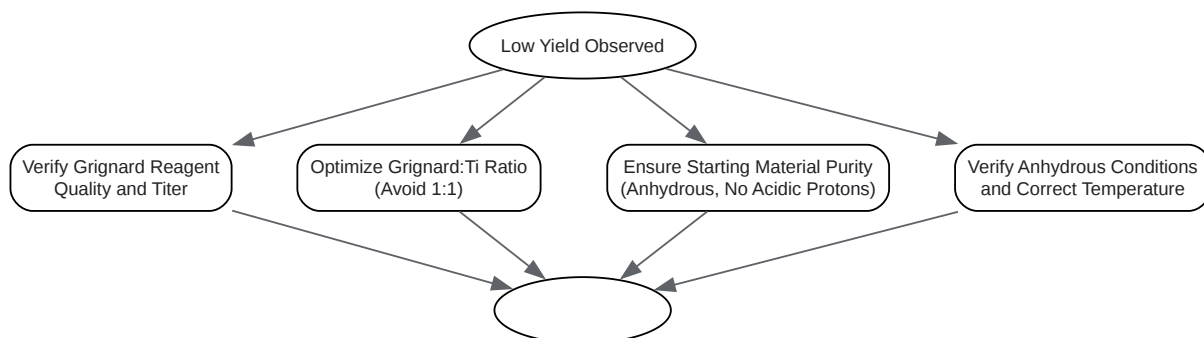 Low Yield Observed
Verify Grignard Reagent
Quality and Titer
Optimize Grignard:Ti Ratio
(Avoid 1:1)
Ensure Starting Material Purity
(Anhydrous, No Acidic Protons)
Verify Anhydrous Conditions
and Correct Temperature